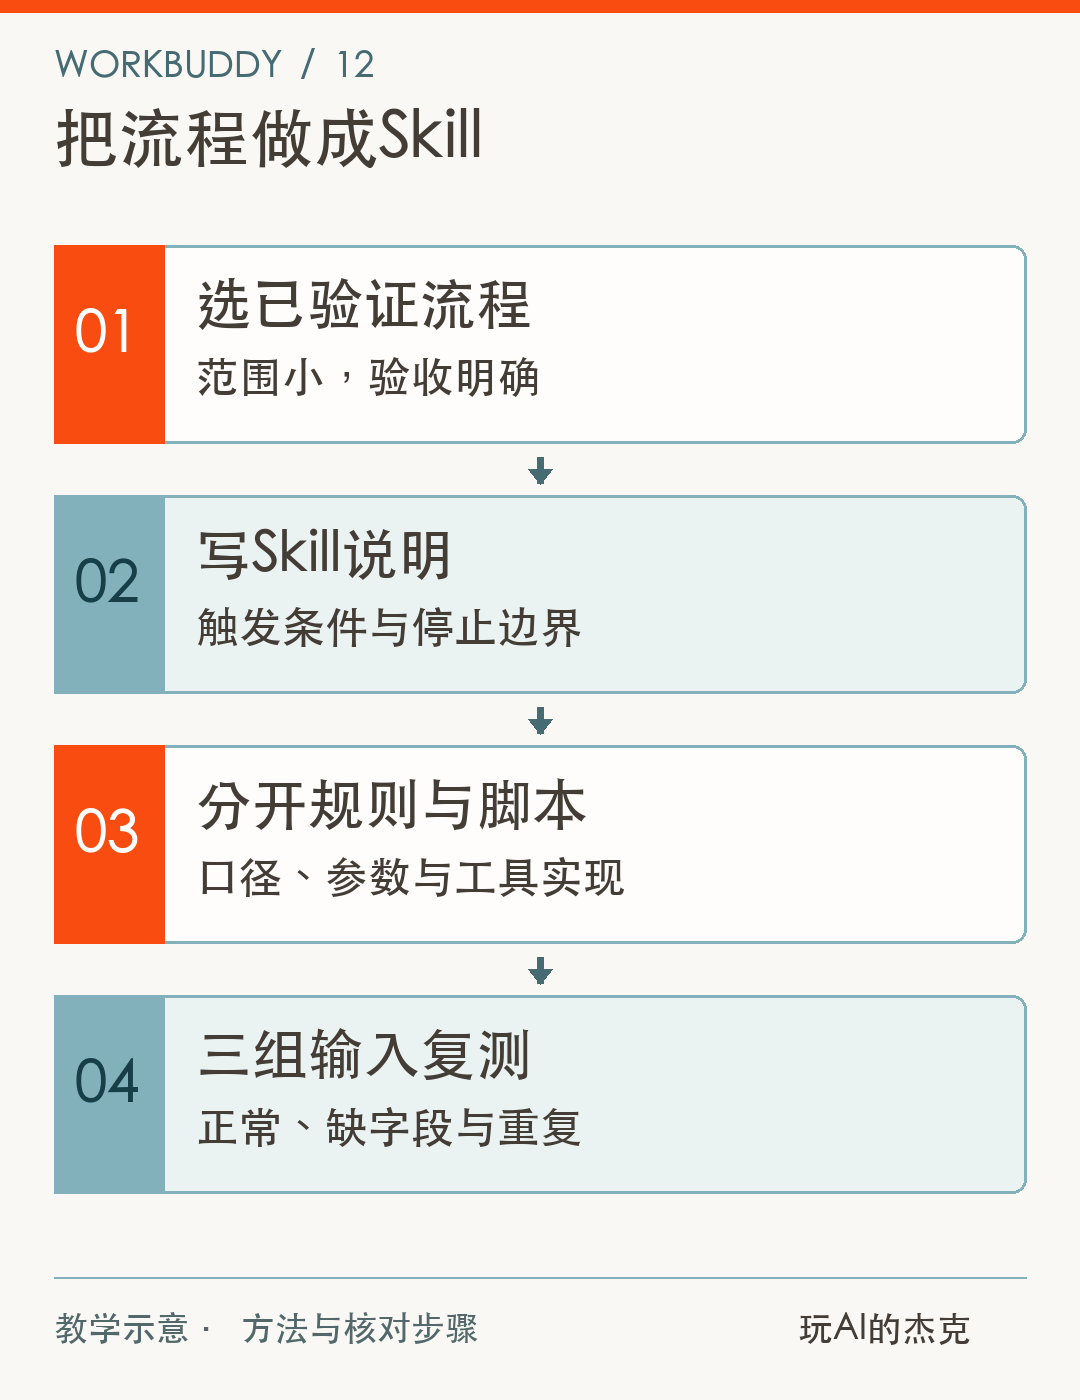 WORKBUDDY / 12
把流程做成Skill
01
选已验证流程
范围小，验收明确
02
写Skill说明
触发条件与停止边界
03
分开规则与脚本
口径、参数与工具实现
04
三组输入复测
正常、缺字段与重复
教学示意 · 方法与核对步骤
玩AI的杰克